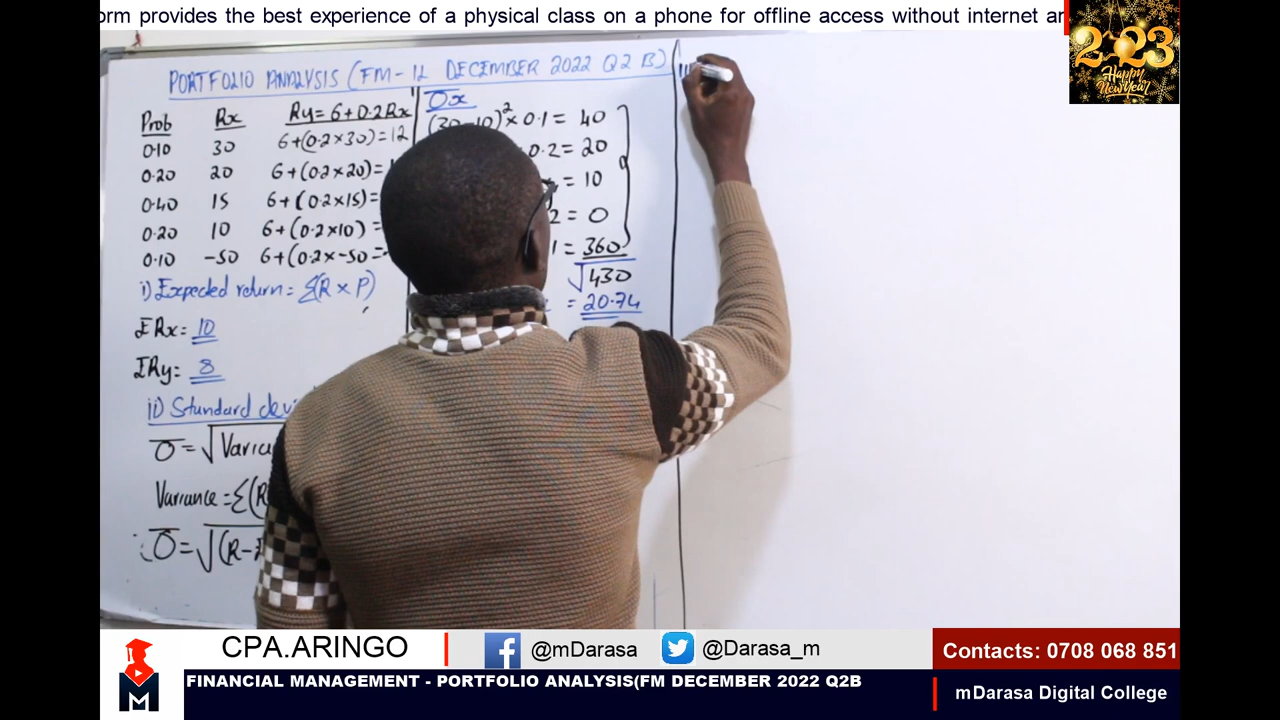 orm provides the best experience of a physical class on a phone for offline access without internet an
2023
Happy
New Year
PORTFOLIO ANALYSIS (FM-12 DECEMBER 2022 Q2 B)
Prob Rx Ry = 6+0.2Rx
0.10 30 6+(0.2×30)=12
0.20 20 6+(0.2×20)=
0.40 15 6+(0.2×15)=
0.20 10 6+(0.2×10)=
0.10 -50 6+(0.2×-50=
i) Expected return = Σ(R × P)
ERx= 10
ERy= 8
ii) Standard devi
σ=√Varia
Variance =Σ(R
σ=√(R-E
σx
(30-10)²×0.1 = 40
0.2= 20
= 10
2= 0
1 = 360
√430
= 20.74
CPA.ARINGO
@mDarasa
@Darasa_m
Contacts: 0708 068 851
FINANCIAL MANAGEMENT - PORTFOLIO ANALYSIS(FM DECEMBER 2022 Q2B
mDarasa Digital College